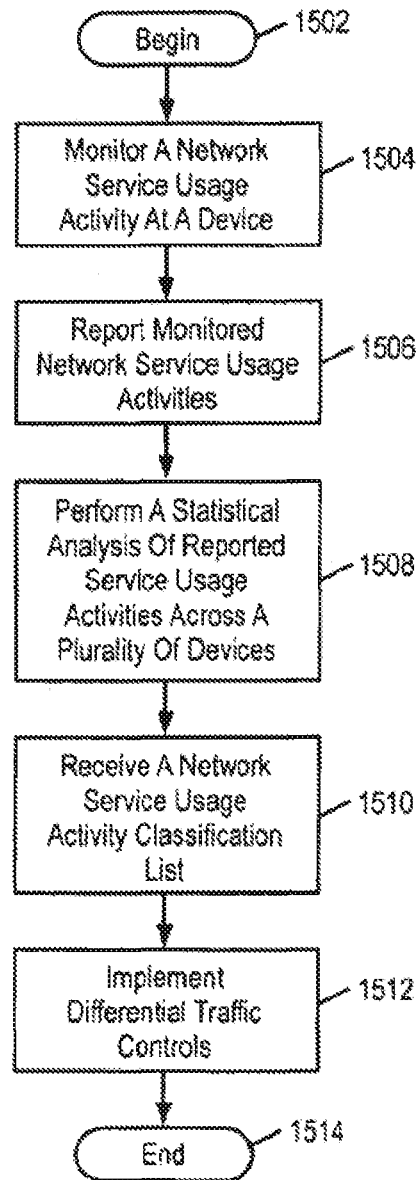 Begin
1502
Monitor A Network
Service Usage
Activity At A Device
1504
Report Monitored
Network Service Usage
Activities
1506
Perform A Statistical
Analysis Of Reported
Service Usage
Activities Across A
Plurality Of Devices
1508
Receive A Network
Service Usage
Activity Classification
List
1510
Implement
Differential Traffic
Controls
1512
End
1514